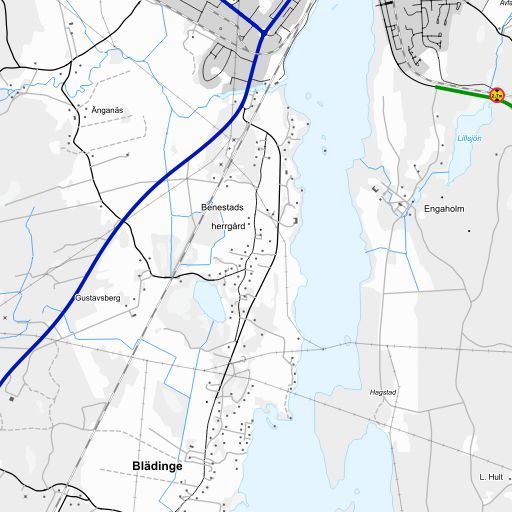 Änganäs
Lillsjön
Benestads
herrgård
Engaholm
Gustavsberg
Hagstad
Blädinge
L. Hult